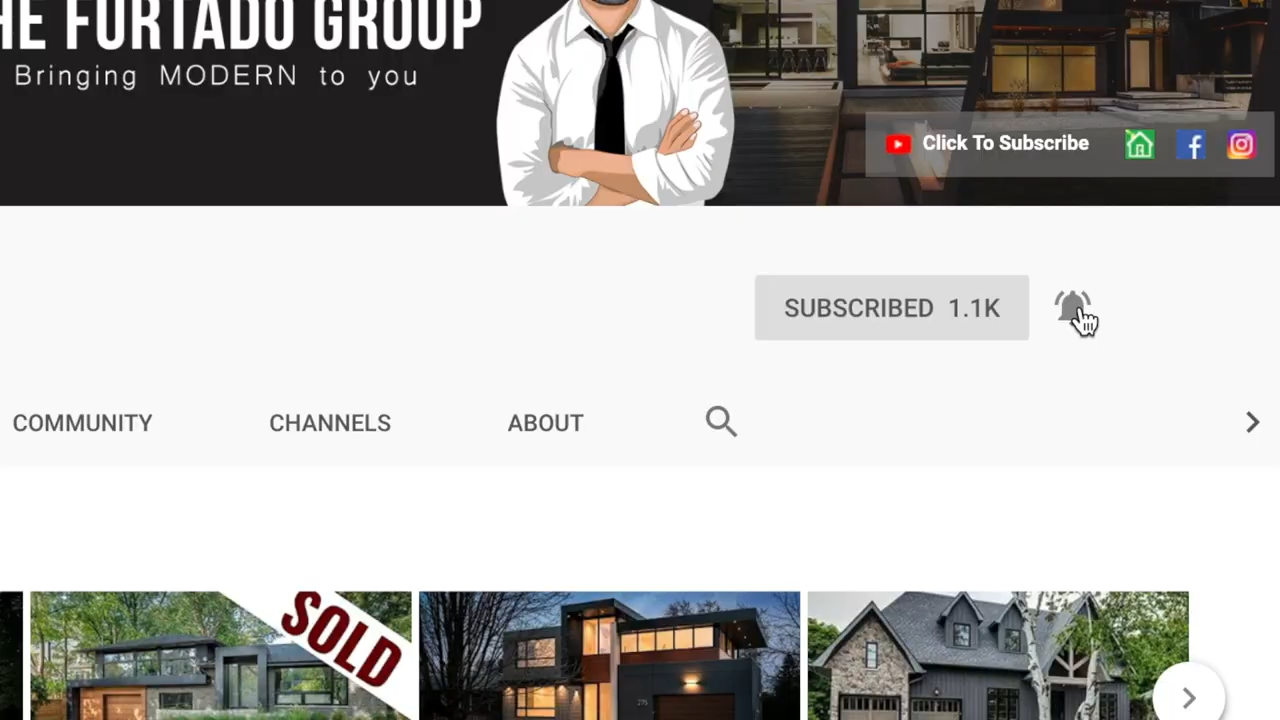 HE FURTADO GROUP
Bringing MODERN to you
Click To Subscribe
SUBSCRIBED 1.1K
COMMUNITY CHANNELS ABOUT
SOLD